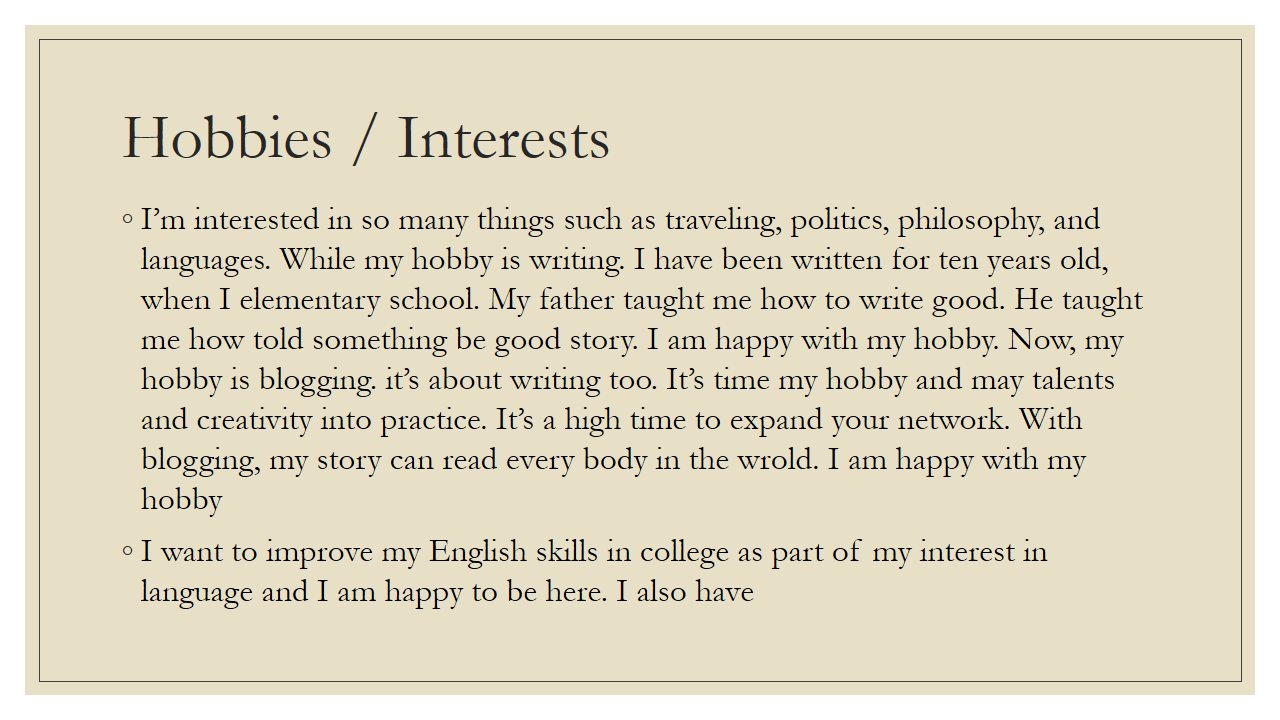 Hobbies / Interests
◦ I’m interested in so many things such as traveling, politics, philosophy, and
languages. While my hobby is writing. I have been written for ten years old,
when I elementary school. My father taught me how to write good. He taught
me how told something be good story. I am happy with my hobby. Now, my
hobby is blogging. it’s about writing too. It’s time my hobby and may talents
and creativity into practice. It’s a high time to expand your network. With
blogging, my story can read every body in the wrold. I am happy with my
hobby
◦ I want to improve my English skills in college as part of my interest in
language and I am happy to be here. I also have